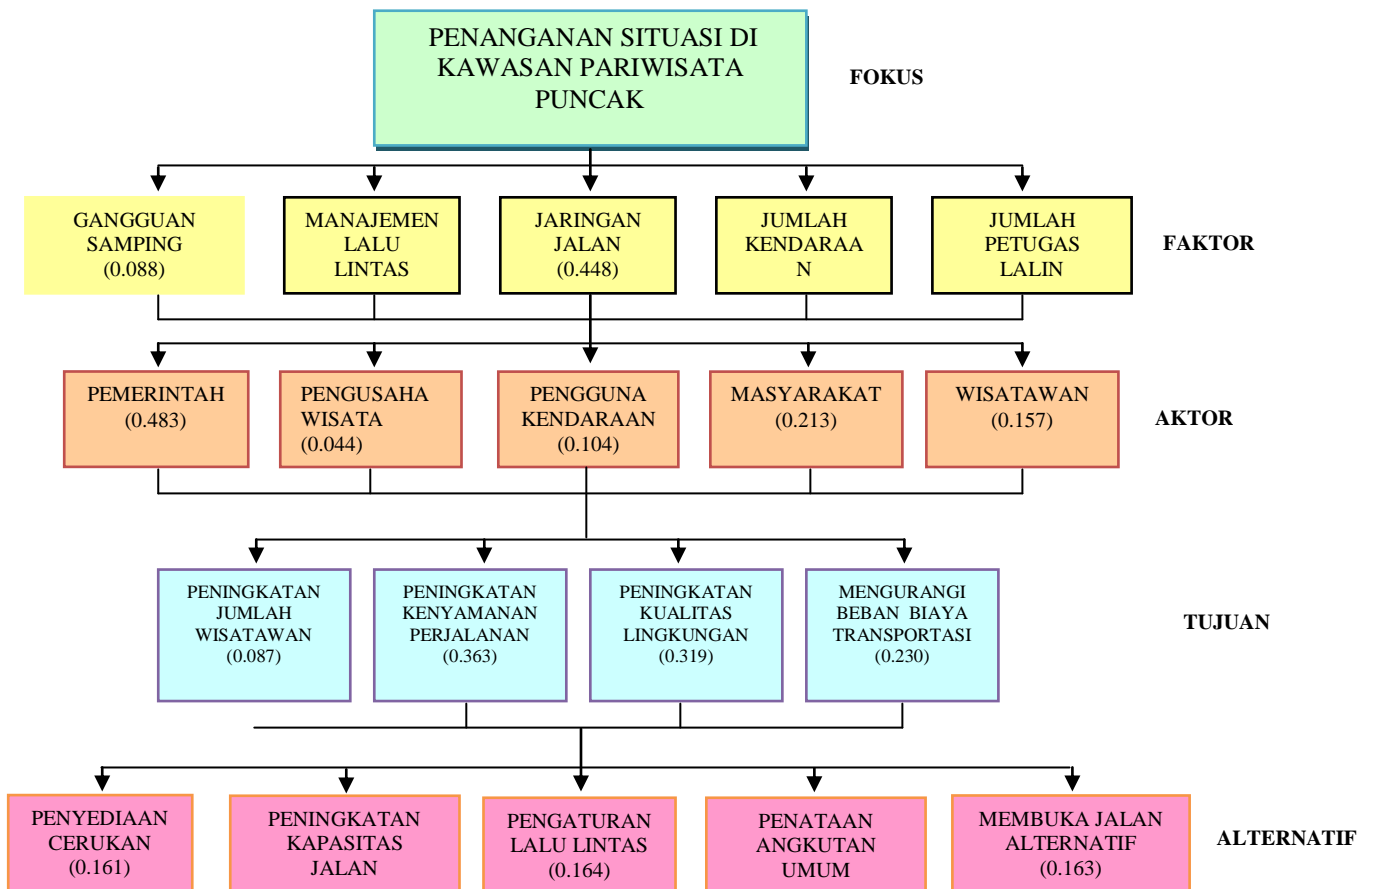 PENANGANAN SITUASI DI
KAWASAN PARIWISATA
PUNCAK
FOKUS
GANGGUAN
SAMPING
(0.088)
MANAJEMEN
LALU
LINTAS
JARINGAN
JALAN
(0.448)
JUMLAH
KENDARAA
N
JUMLAH
PETUGAS
LALIN
FAKTOR
PEMERINTAH
(0.483)
PENGUSAHA
WISATA
(0.044)
PENGGUNA
KENDARAAN
(0.104)
MASYARAKAT
(0.213)
WISATAWAN
(0.157)
AKTOR
PENINGKATAN
JUMLAH
WISATAWAN
(0.087)
PENINGKATAN
KENYAMANAN
PERJALANAN
(0.363)
PENINGKATAN
KUALITAS
LINGKUNGAN
(0.319)
MENGURANGI
BEBAN BIAYA
TRANSPORTASI
(0.230)
TUJUAN
PENYEDIAAN
CERUKAN
(0.161)
PENINGKATAN
KAPASITAS
JALAN
PENGATURAN
LALU LINTAS
(0.164)
PENATAAN
ANGKUTAN
UMUM
MEMBUKA JALAN
ALTERNATIF
(0.163)
ALTERNATIF